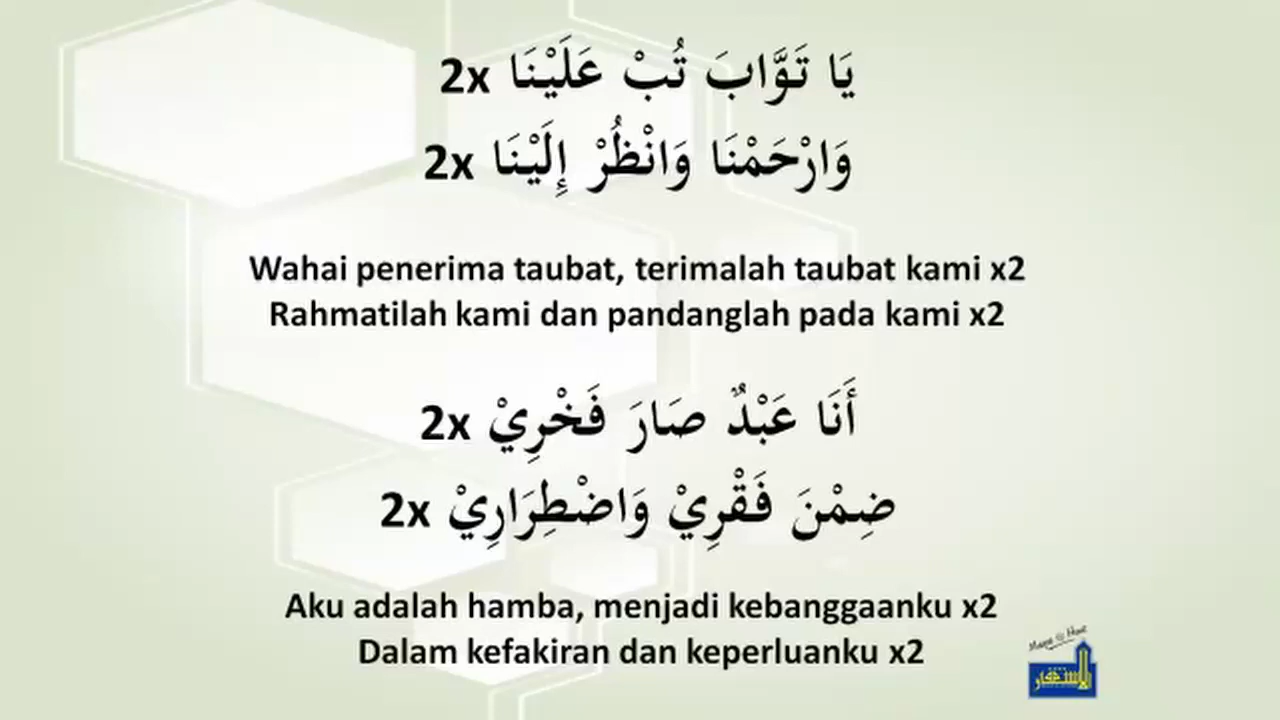 يَا تَوَّابَ تُبْ عَلَيْنَا 2x
وَارْحَمْنَا وَانْظُرْ إِلَيْنَا 2x
Wahai penerima taubat, terimalah taubat kami x2
Rahmatilah kami dan pandanglah pada kami x2
أَنَا عَبْدٌ صَارَ فَخْرِيْ 2x
ضِمْنَ فَقْرِيْ وَاضْطِرَارِيْ 2x
Aku adalah hamba, menjadi kebanggaanku x2
Dalam kefakiran dan keperluanku x2